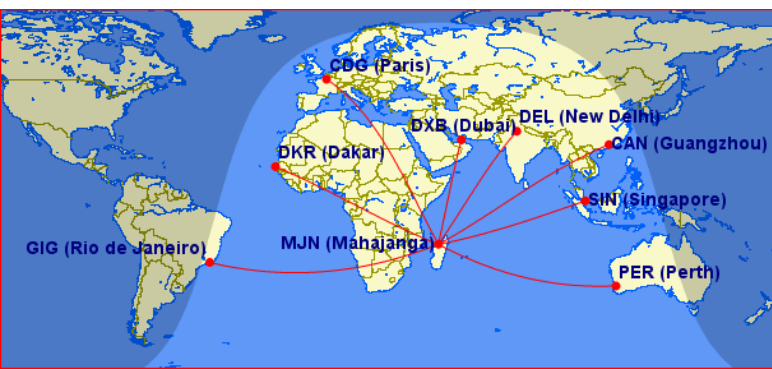 CDG (Paris)
DXB (Dubai)
DEL (New Delhi)
CAN (Guangzhou)
DKR (Dakar)
SIN (Singapore)
GIG (Rio de Janeiro)
MJN (Mahajanga)
PER (Perth)